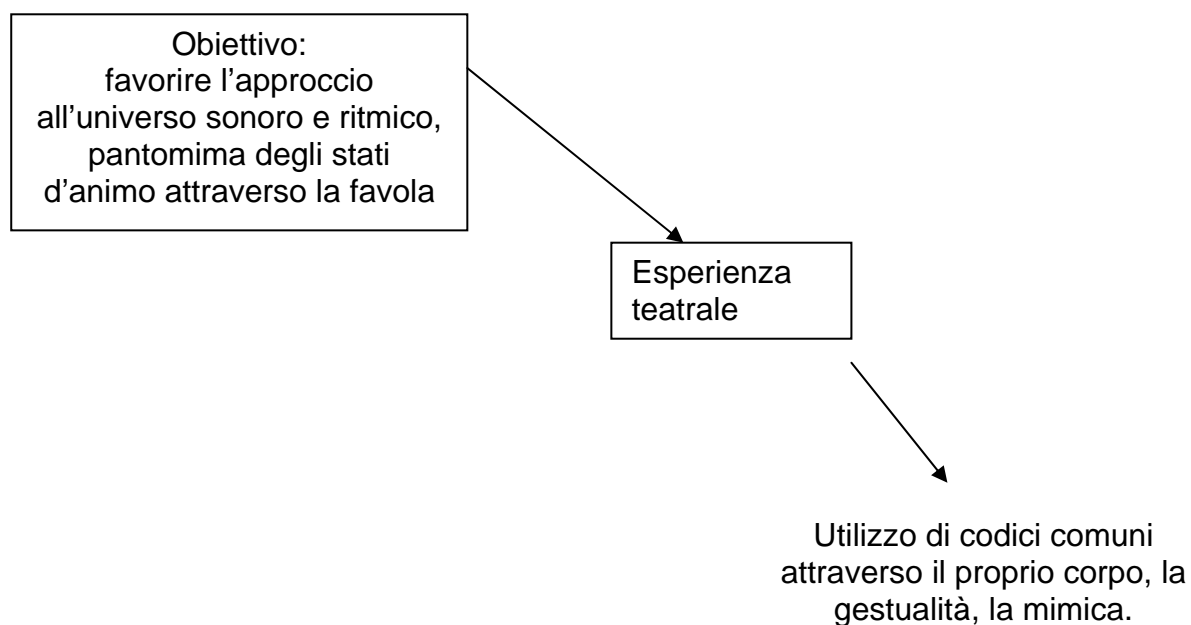 Obiettivo:
favorire l’approccio
all’universo sonoro e ritmico,
pantomima degli stati
d’animo attraverso la favola
Esperienza
teatrale
Utilizzo di codici comuni
attraverso il proprio corpo, la
gestualità, la mimica.